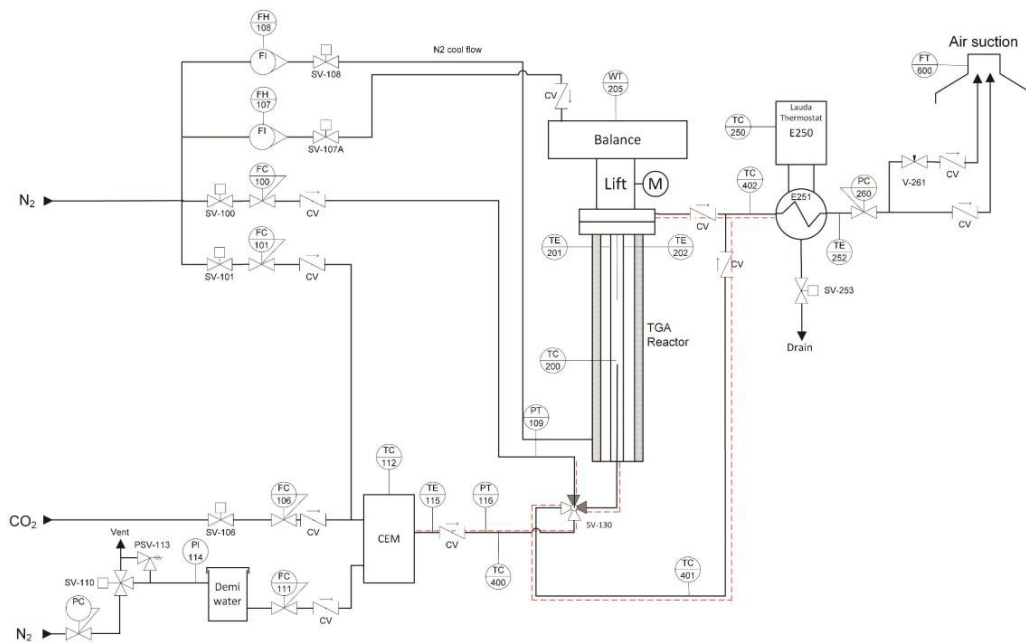 FH
108
FI
SV-108
N2 cool flow
FH
107
FI
SV-107A
CV
WT
205
Balance
Lift
M
Air suction
FT
600
Lauda
Thermostat
E250
TC
250
TC
402
E251
PC
260
V-261
CV
CV
TE
252
SV-253
Drain
N₂
SV-100
FC
100
CV
SV-101
FC
101
CV
CV
CV
TE
201
TE
202
TGA
Reactor
TC
200
PT
109
TC
112
CO₂
SV-106
FC
106
CV
CEM
TE
115
CV
PT
116
TC
400
SV-130
TC
401
Vent
PSV-113
PI
114
SV-110
Demi
water
FC
111
CV
PC
N₂